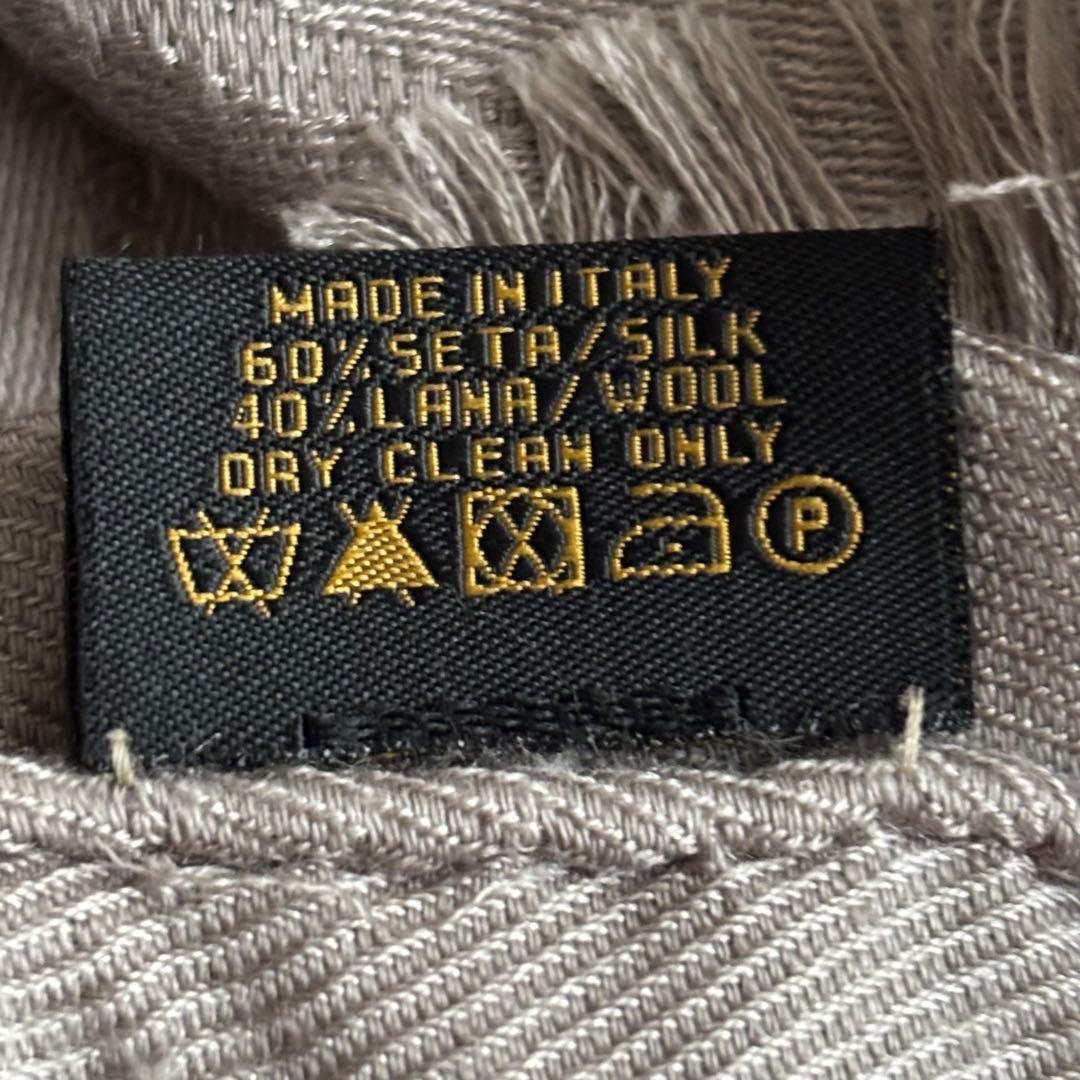 MADE IN ITALY
60% SETA/SILK
40% LANA/WOOL
DRY CLEAN ONLY
P